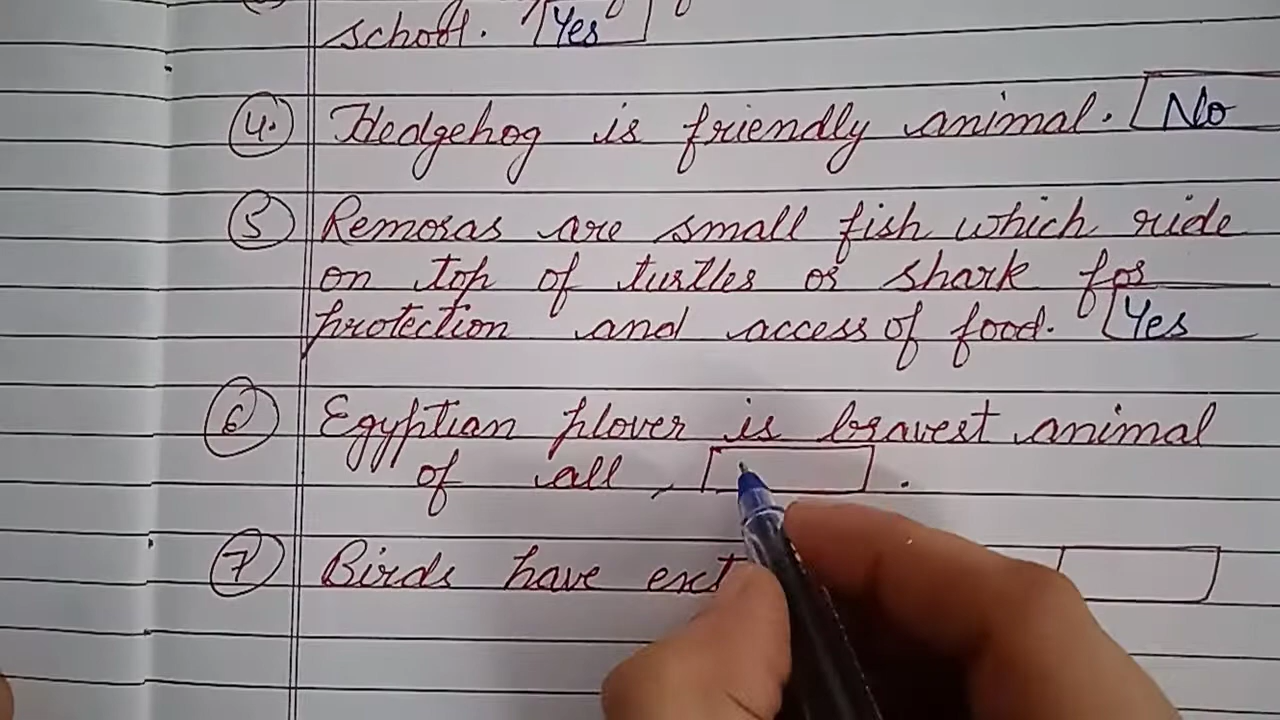 school. Yes
4. Hedgehog is friendly animal. No
5 Remoras are small fish which ride
on top of turtles or shark for
protection and access of food. Yes
6 Egyptian plover is bravest animal
of all,
7 Birds have